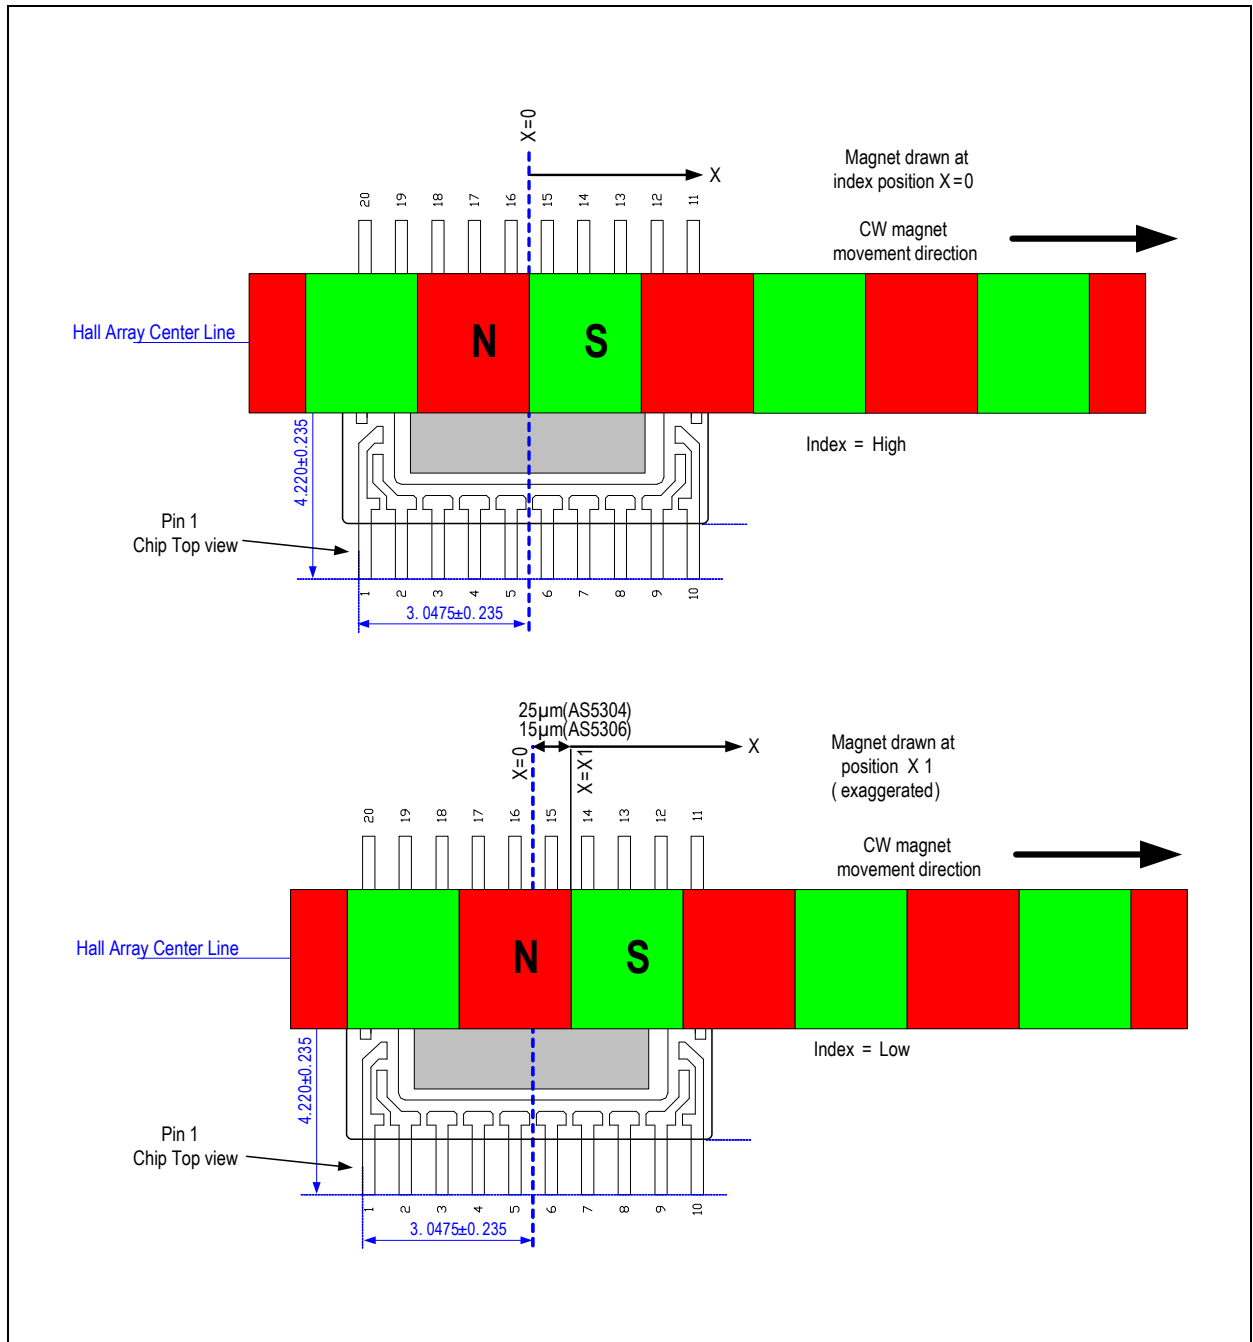 X=0
X
Magnet drawn at
index position X=0
20 19 18 17 16 15 14 13 12 11
CW magnet
movement direction
Hall Array Center Line
N S
4.220±0.235
Index = High
Pin 1
Chip Top view
1 2 3 4 5 6 7 8 9 10
3. 0475±0. 235
25µm(AS5304)
15µm(AS5306)
X=0
X=X1
X
Magnet drawn at
position X 1
( exaggerated)
20 19 18 17 16 15 14 13 12 11
CW magnet
movement direction
Hall Array Center Line
N S
4.220±0.235
Index = Low
Pin 1
Chip Top view
1 2 3 4 5 6 7 8 9 10
3. 0475±0. 235